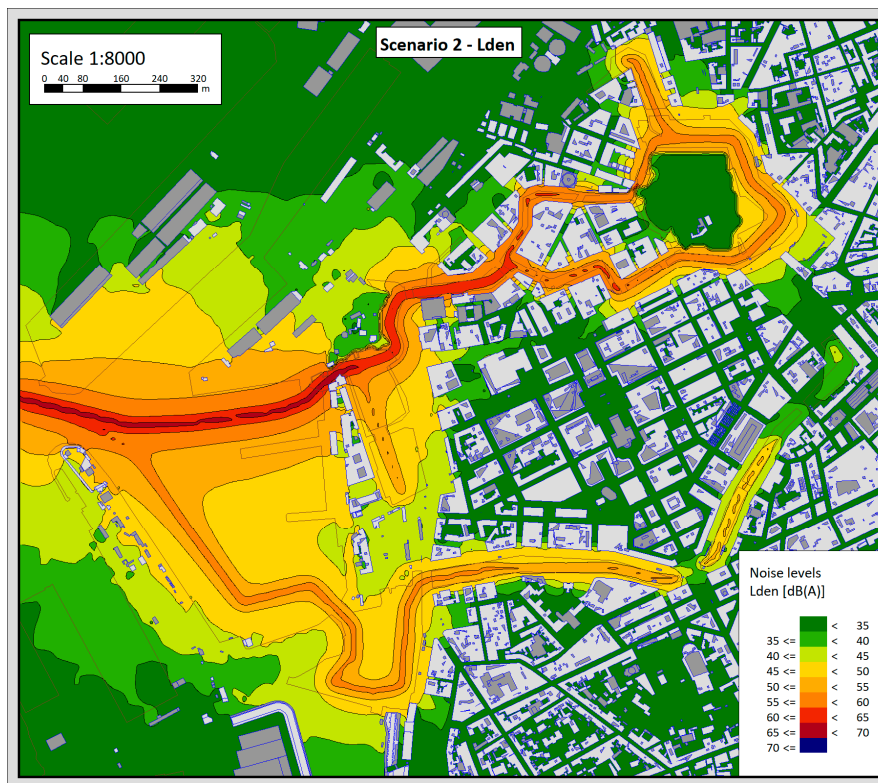 Scale 1:8000
0 40 80 160 240 320
m
Scenario 2 - Lden
Noise levels
Lden [dB(A)]
< 35
35 <= < 40
40 <= < 45
45 <= < 50
50 <= < 55
55 <= < 60
60 <= < 65
65 <= < 70
70 <=